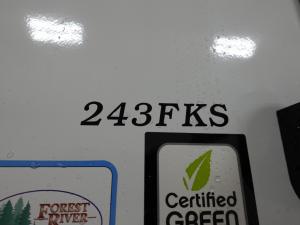 243FKS
Certified
GREEN
FOREST
RIVER